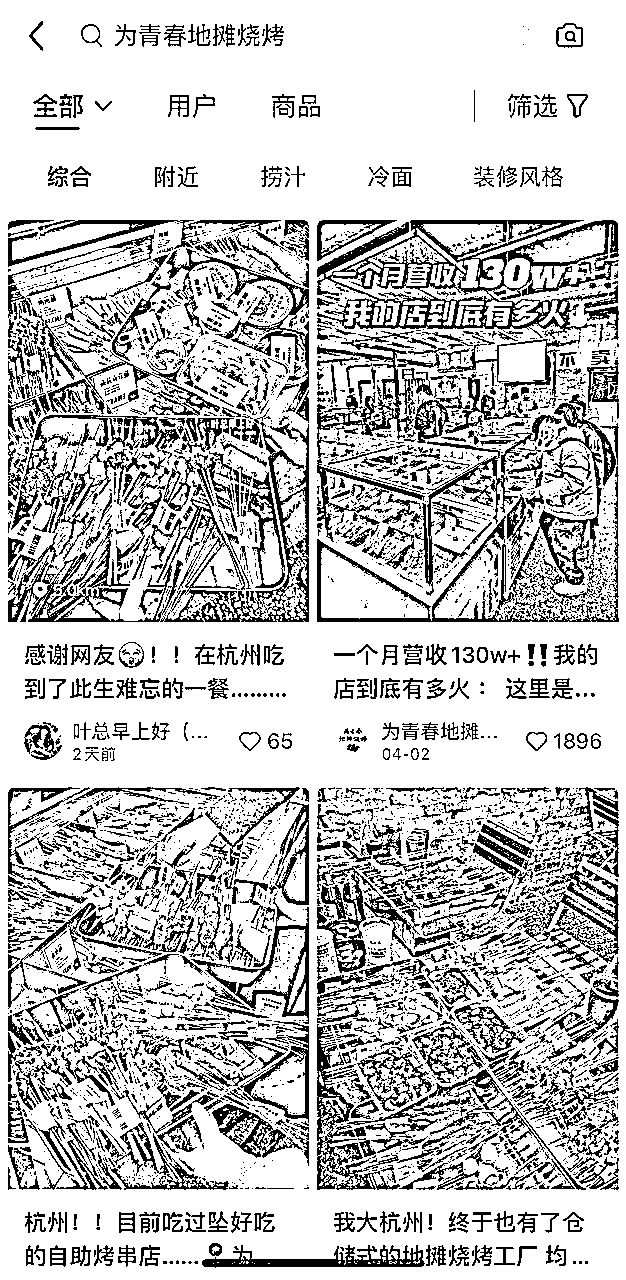 为青春地摊烧烤
全部 用户 商品 筛选
综合 附近 捞汁 冷面 装修风格
一个月营收130w+
我的店到底有多火
感谢网友！！在杭州吃
到了此生难忘的一餐………
叶总早上好（...
2天前
65
一个月营收130w+‼️我的
店到底有多火： 这里是...
为青春地摊...
04-02
1896
杭州！！目前吃过坠好吃
的自助烤串店…… 为
我大杭州！终于也有了仓
储式的地摊烧烤工厂 均...